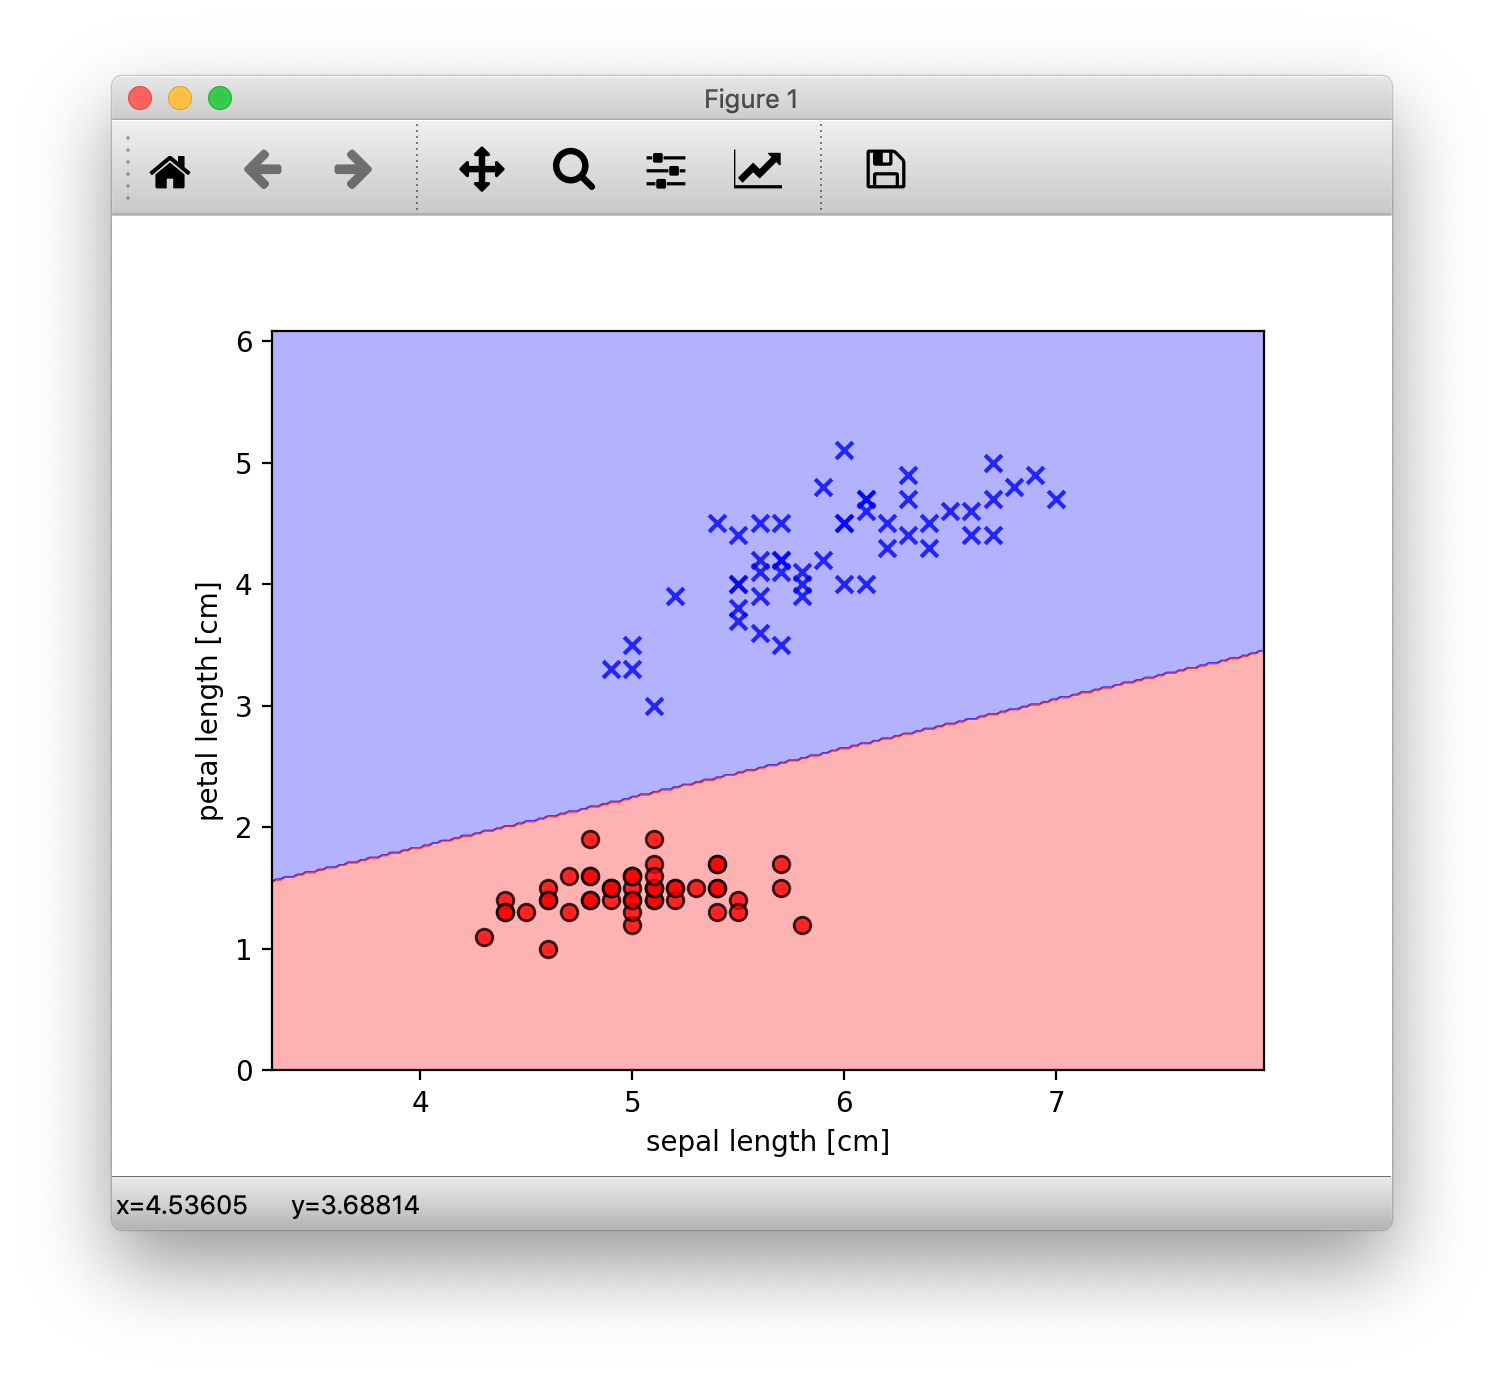 Figure 1
6
5
4
3
2
1
0
petal length [cm]
4 5 6 7
sepal length [cm]
x=4.53605 y=3.68814